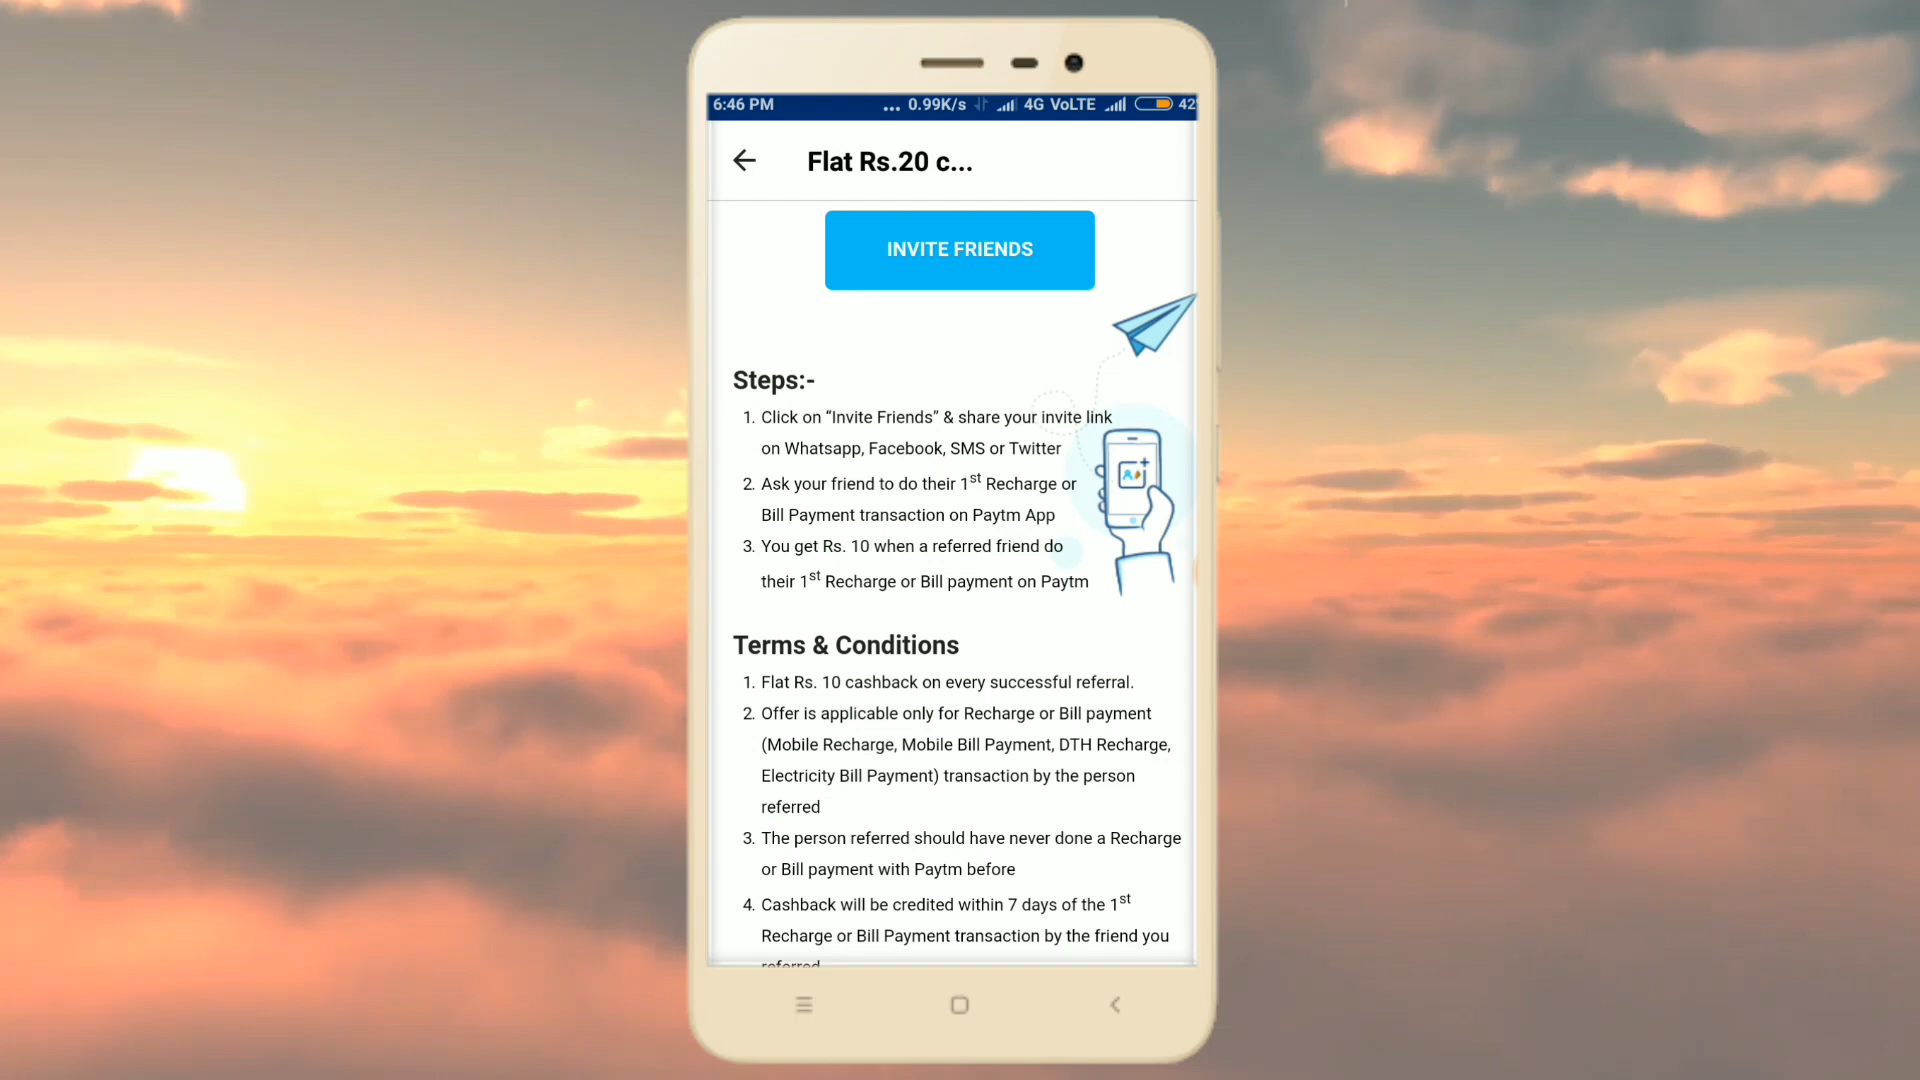 6:46 PM ... 0.99K/s 4G VoLTE 42
Flat Rs.20 c...
INVITE FRIENDS
Steps:-
1. Click on “Invite Friends” & share your invite link
on Whatsapp, Facebook, SMS or Twitter
2. Ask your friend to do their 1st Recharge or
Bill Payment transaction on Paytm App
3. You get Rs. 10 when a referred friend do
their 1st Recharge or Bill payment on Paytm
Terms & Conditions
1. Flat Rs. 10 cashback on every successful referral.
2. Offer is applicable only for Recharge or Bill payment
(Mobile Recharge, Mobile Bill Payment, DTH Recharge,
Electricity Bill Payment) transaction by the person
referred
3. The person referred should have never done a Recharge
or Bill payment with Paytm before
4. Cashback will be credited within 7 days of the 1st
Recharge or Bill Payment transaction by the friend you
referred